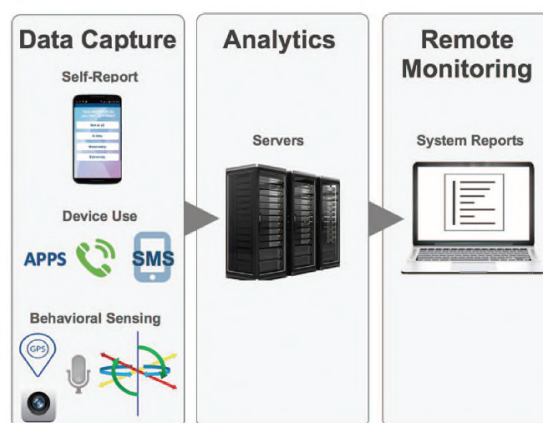 Data Capture
Self-Report
Device Use
APPS
SMS
Behavioral Sensing
GPS
Analytics
Servers
Remote
Monitoring
System Reports